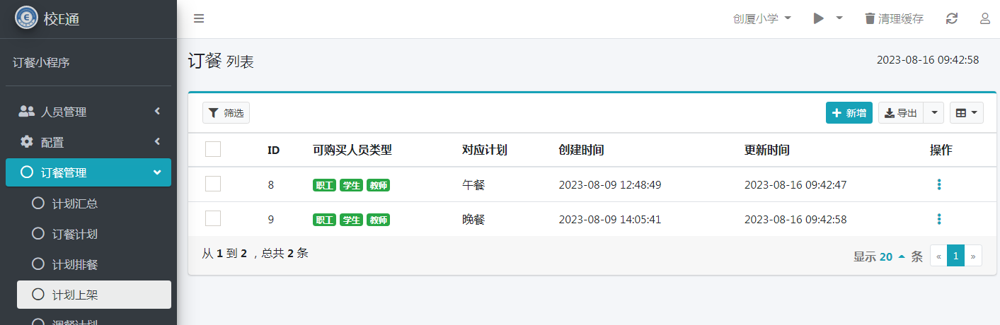 校E通
创厦小学
清理缓存
订餐小程序
订餐 列表
2023-08-16 09:42:58
人员管理
配置
订餐管理
计划汇总
订餐计划
计划排餐
计划上架
筛选
新增
导出
ID 可购买人员类型 对应计划 创建时间 更新时间 操作
8 职工 学生 教师 午餐 2023-08-09 12:48:49 2023-08-16 09:42:47
9 职工 学生 教师 晚餐 2023-08-09 14:05:41 2023-08-16 09:42:58
从 1 到 2 ，总共 2 条
显示 20 条 « 1 »